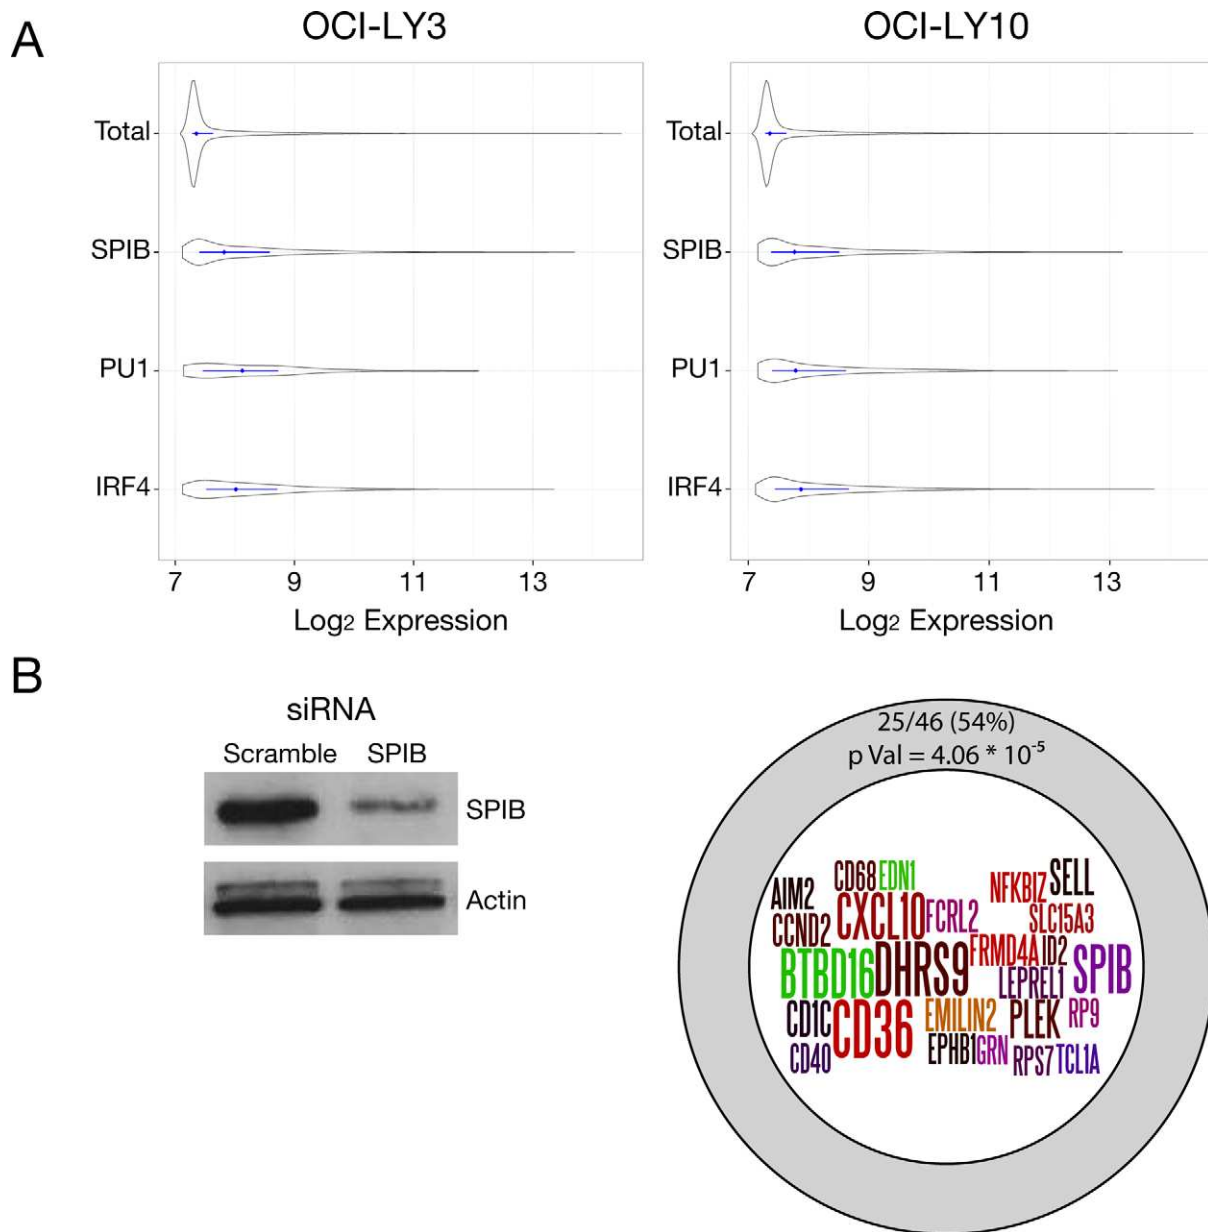 A
OCI-LY3
OCI-LY10
Total
SPIB
PU1
IRF4
7 9 11 13
Log2 Expression
Total
SPIB
PU1
IRF4
7 9 11 13
Log2 Expression
B
siRNA
Scramble SPIB
SPIB
Actin
25/46 (54%)
p Val = 4.06 * 10⁻⁵
CD68 EDN1 NFKBIZ SELL
AIM2 CXCL10 FCRL2 SLC15A3
CCND2 FRMD4A ID2
BTBD16 DHRS9 LEPREL1 SPIB
CD1C CD36 EMILIN2 PLEK RP9
CD40 EPHB1 GRN RPS7 TCL1A